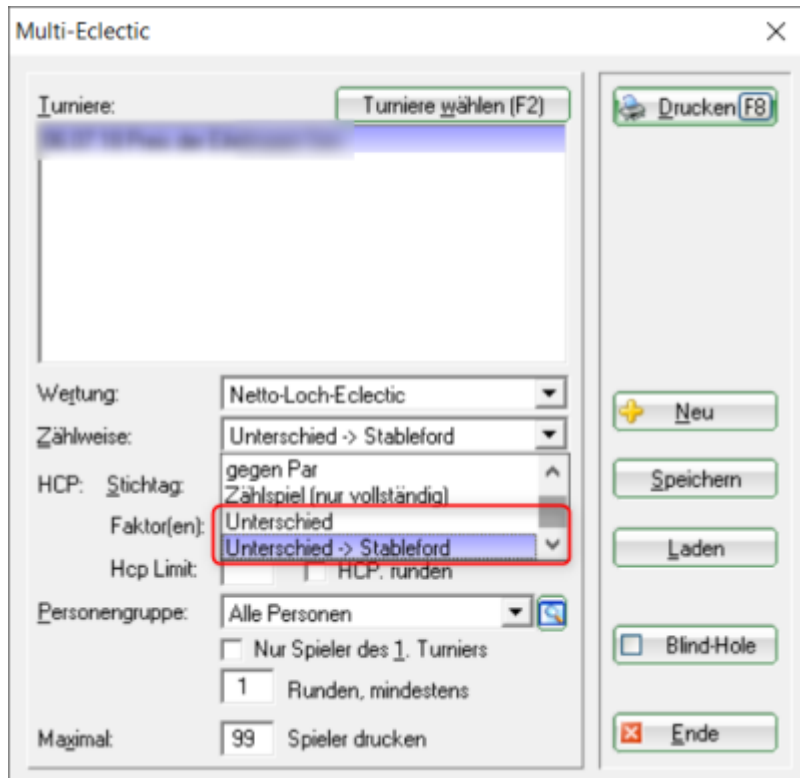 Multi-Eclectic
Turniere:
Turniere wählen (F2)
Drucken F8
Wertung:
Netto-Loch-Eclectic
Neu
Zählweise:
Unterschied -> Stableford
gegen Par
HCP: Stichtag:
Zählspiel (nur vollständig)
Speichern
Faktor(en):
Unterschied
Unterschied -> Stableford
Laden
Hcp Limit:
HCP. runden
Personengruppe:
Alle Personen
Nur Spieler des 1. Turniers
Blind-Hole
1 Runden, mindestens
Maximal:
99 Spieler drucken
Ende